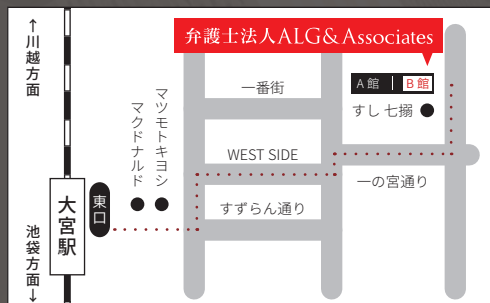 ↑川越方面
弁護士法人ALG&Associates
A館
B館
すし 七搦
一番街
マツモトキヨシ
マクドナルド
WEST SIDE
一の宮通り
すずらん通り
大宮駅
東口
池袋方面↓